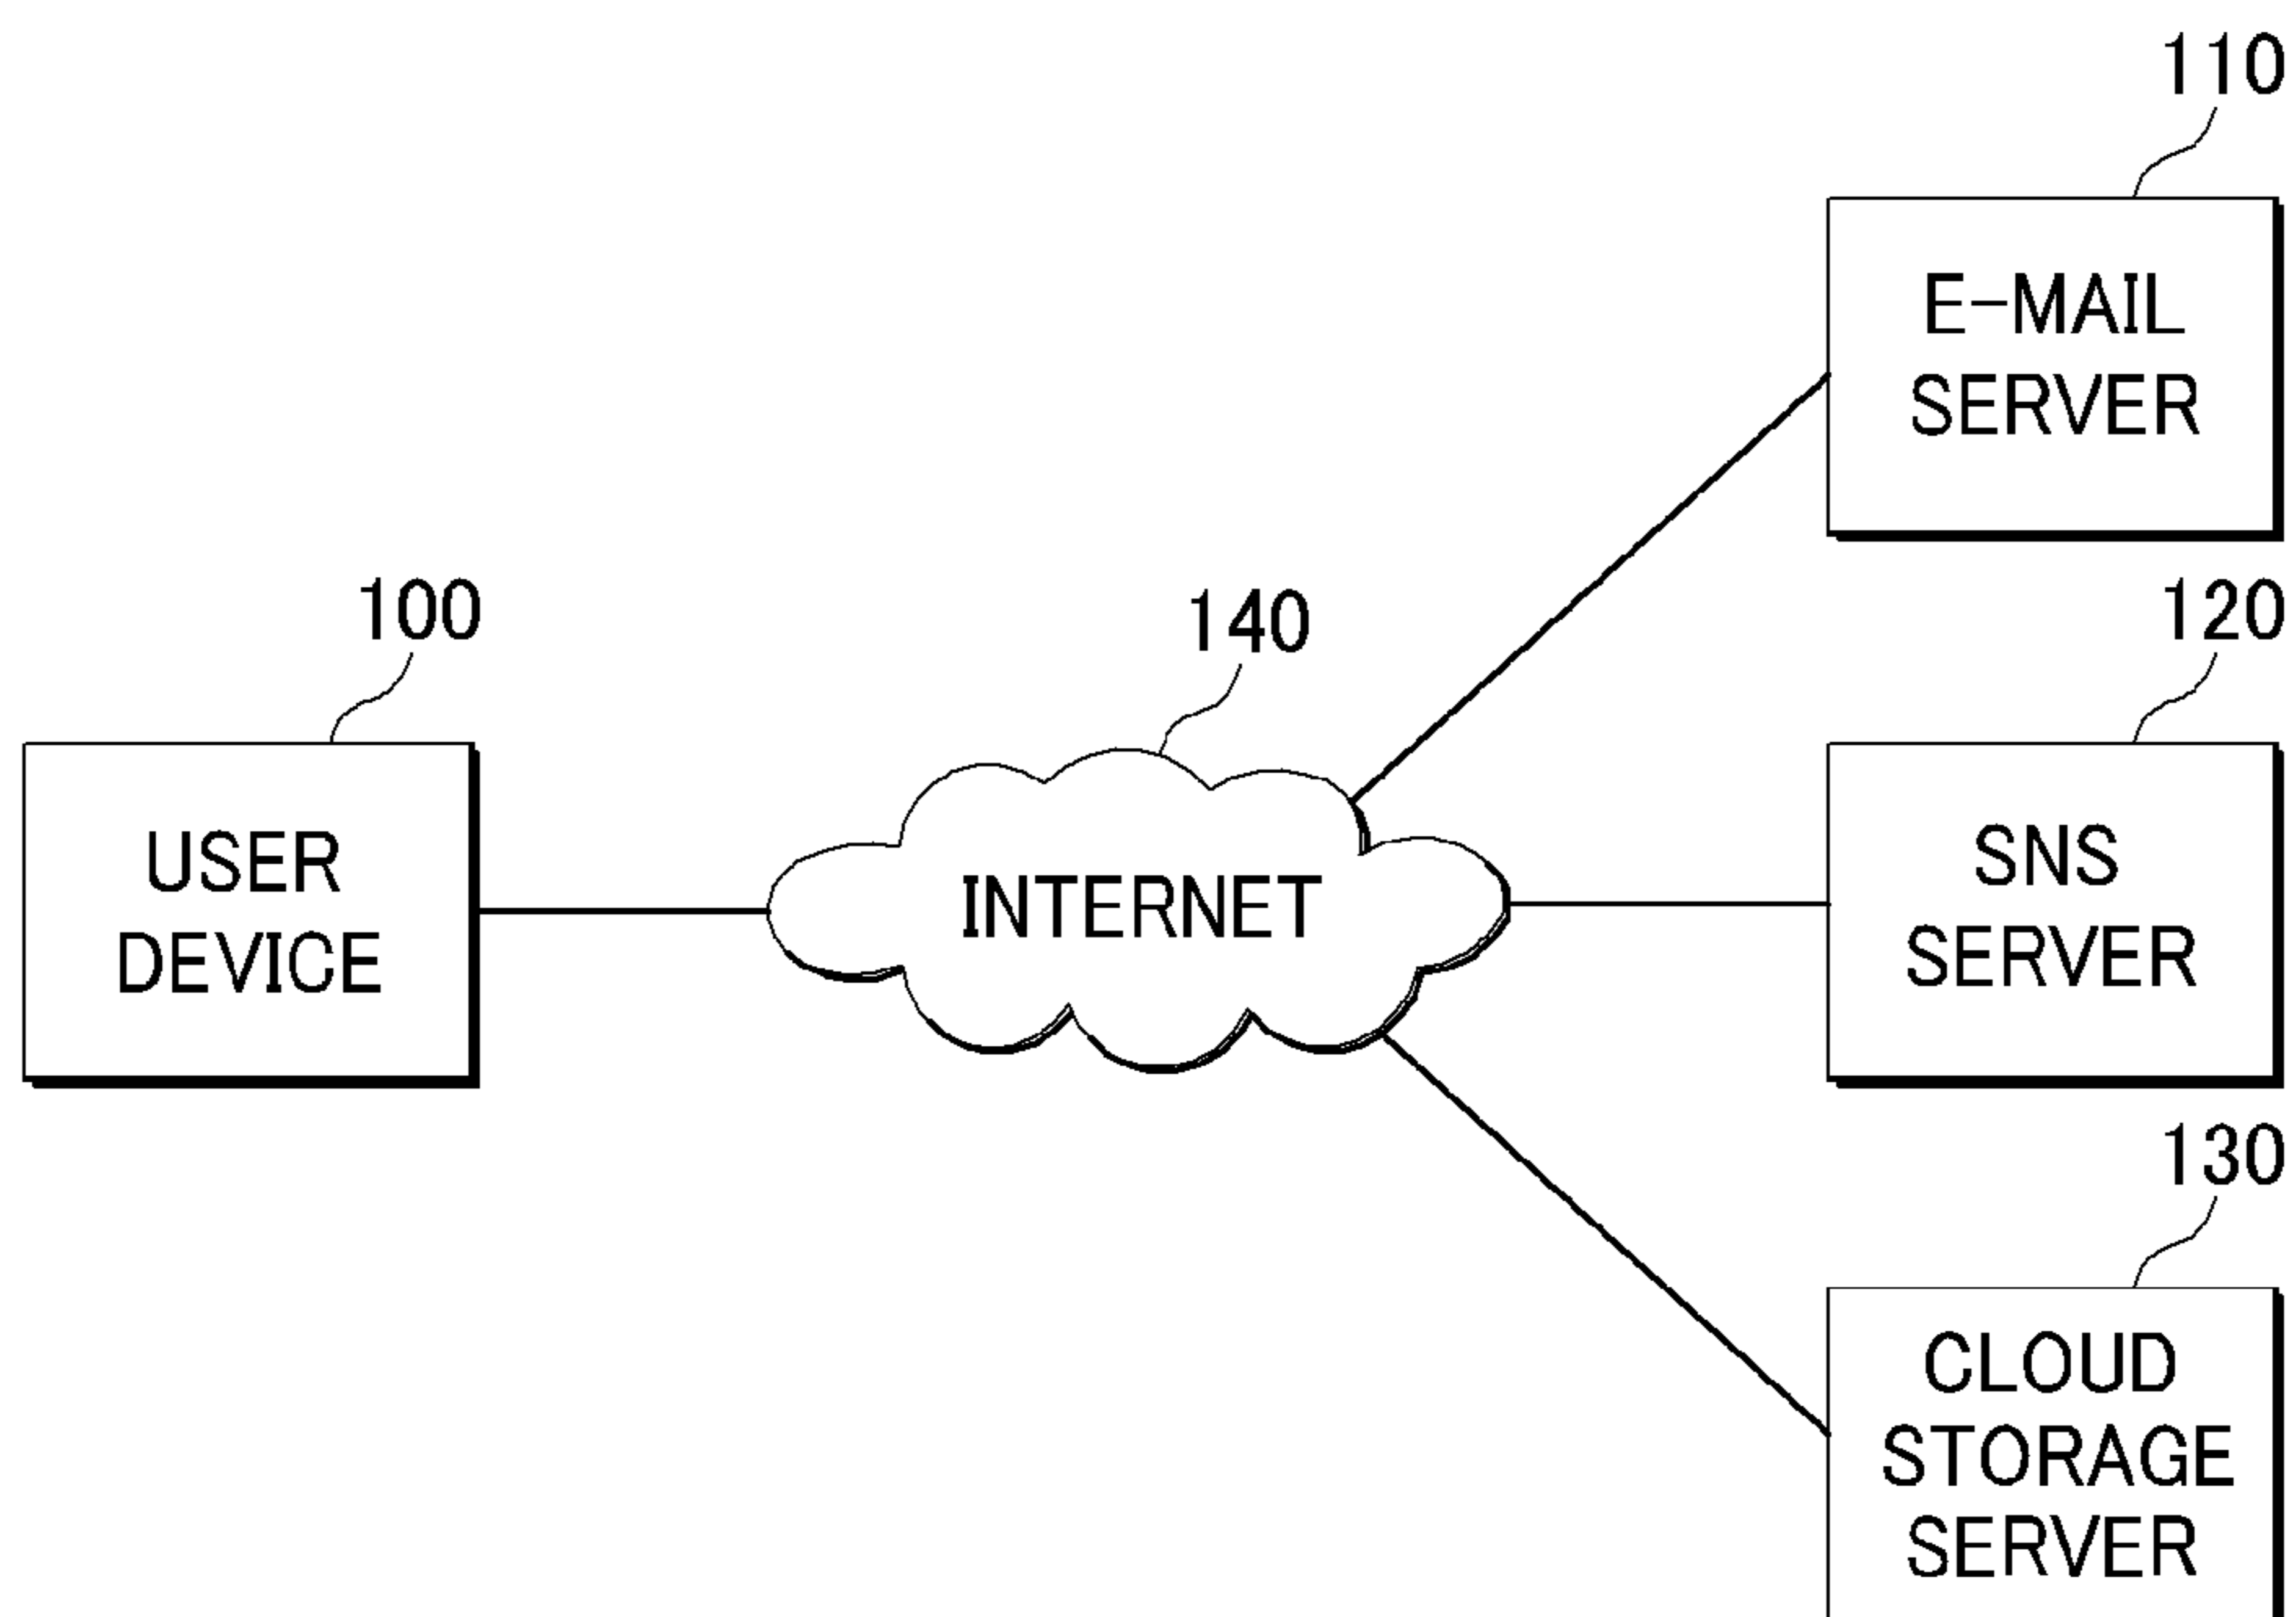 110
E-MAIL
SERVER
100
140
120
USER
DEVICE
INTERNET
SNS
SERVER
130
CLOUD
STORAGE
SERVER